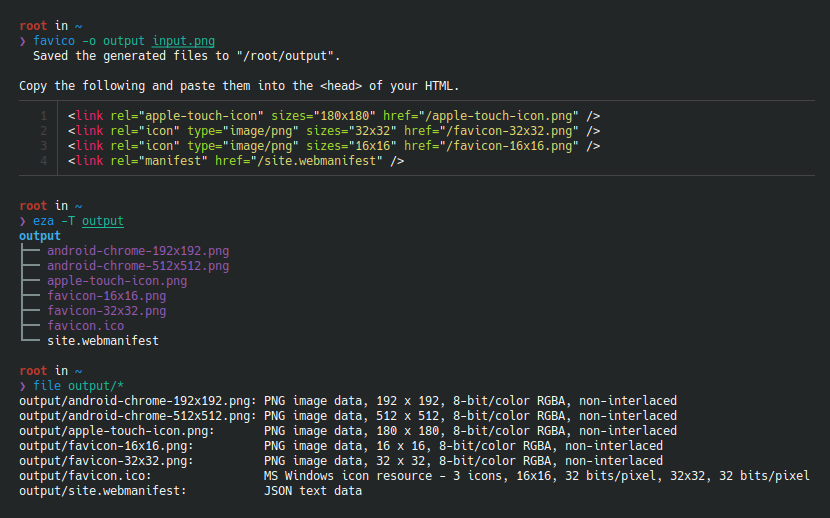 root in ~
❯ favico -o output input.png
Saved the generated files to "/root/output".
Copy the following and paste them into the <head> of your HTML.
1 <link rel="apple-touch-icon" sizes="180x180" href="/apple-touch-icon.png" />
2 <link rel="icon" type="image/png" sizes="32x32" href="/favicon-32x32.png" />
3 <link rel="icon" type="image/png" sizes="16x16" href="/favicon-16x16.png" />
4 <link rel="manifest" href="/site.webmanifest" />
root in ~
❯ eza -T output
output
├── android-chrome-192x192.png
├── android-chrome-512x512.png
├── apple-touch-icon.png
├── favicon-16x16.png
├── favicon-32x32.png
├── favicon.ico
└── site.webmanifest
root in ~
❯ file output/*
output/android-chrome-192x192.png: PNG image data, 192 x 192, 8-bit/color RGBA, non-interlaced
output/android-chrome-512x512.png: PNG image data, 512 x 512, 8-bit/color RGBA, non-interlaced
output/apple-touch-icon.png: PNG image data, 180 x 180, 8-bit/color RGBA, non-interlaced
output/favicon-16x16.png: PNG image data, 16 x 16, 8-bit/color RGBA, non-interlaced
output/favicon-32x32.png: PNG image data, 32 x 32, 8-bit/color RGBA, non-interlaced
output/favicon.ico: MS Windows icon resource - 3 icons, 16x16, 32 bits/pixel, 32x32, 32 bits/pixel
output/site.webmanifest: JSON text data